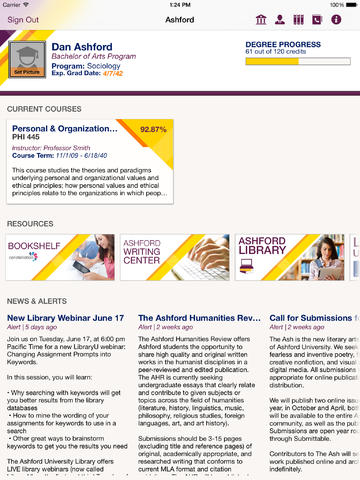 Carrier 1:24 PM 100%
Sign Out Ashford
Dan Ashford
Bachelor of Arts Program
Program: Sociology
Exp. Grad Date: 4/7/42
Set Picture
DEGREE PROGRESS
61 out of 120 credits
CURRENT COURSES
Personal & Organization... 92.87%
PHI 445
Instructor: Professor Smith
Course Term: 11/1/09 - 6/18/40
This course studies the theories and paradigms
underlying personal and organizational values and
ethical principles; how personal values and ethical
principles relate to the organizations in which peop...
RESOURCES
BOOKSHELF
constellation
ASHFORD
WRITING
CENTER
ASHFORD
LIBRARY
NEWS & ALERTS
New Library Webinar June 17
Alert | 5 days ago
Join us on Tuesday, June 17, at 6:00 pm
Pacific Time for a new LibraryU webinar:
Changing Assignment Prompts into
Keywords.
In this session, you will learn:
• Why searching with keywords will get
you better results from the library
databases
• How to mine the wording of your
assignments for keywords to use in a
search
• Other ways to brainstorm
keywords to get you the results you need
The Ashford University Library offers
LIVE library webinars (now called
The Ashford Humanities Rev...
Alert | 2 weeks ago
The Ashford Humanities Review offers
Ashford students the opportunity to
share high quality and original written
works in the humanist disciplines in a
peer-reviewed and edited publication.
The AHR is currently seeking
undergraduate essays that clearly relate
and contribute to given subjects or
topics across the field of humanities
(literature, history, linguistics, music,
philosophy, religious studies, foreign
languages, art, and art history).
Submissions should be 3-15 pages
(excluding title and reference pages) of
original, academically appropriate, and
researched writing that conforms to
current MLA format and citation
Call for Submissions f
Alert | 2 weeks ago
The Ash is the new literary arts
of Ashford University. We seek
fearless and inventive poetry, f
creative nonfiction, and visual a
digital media. All submissions
appropriate for online publicat
distribution.
We will publish two online issu
year, in October and April, both
will be available to the entire A
community, as well as the pub
Submissions are open year ro
through Submittable.
Contributors to The Ash will se
work published online and arc
indefinitely.